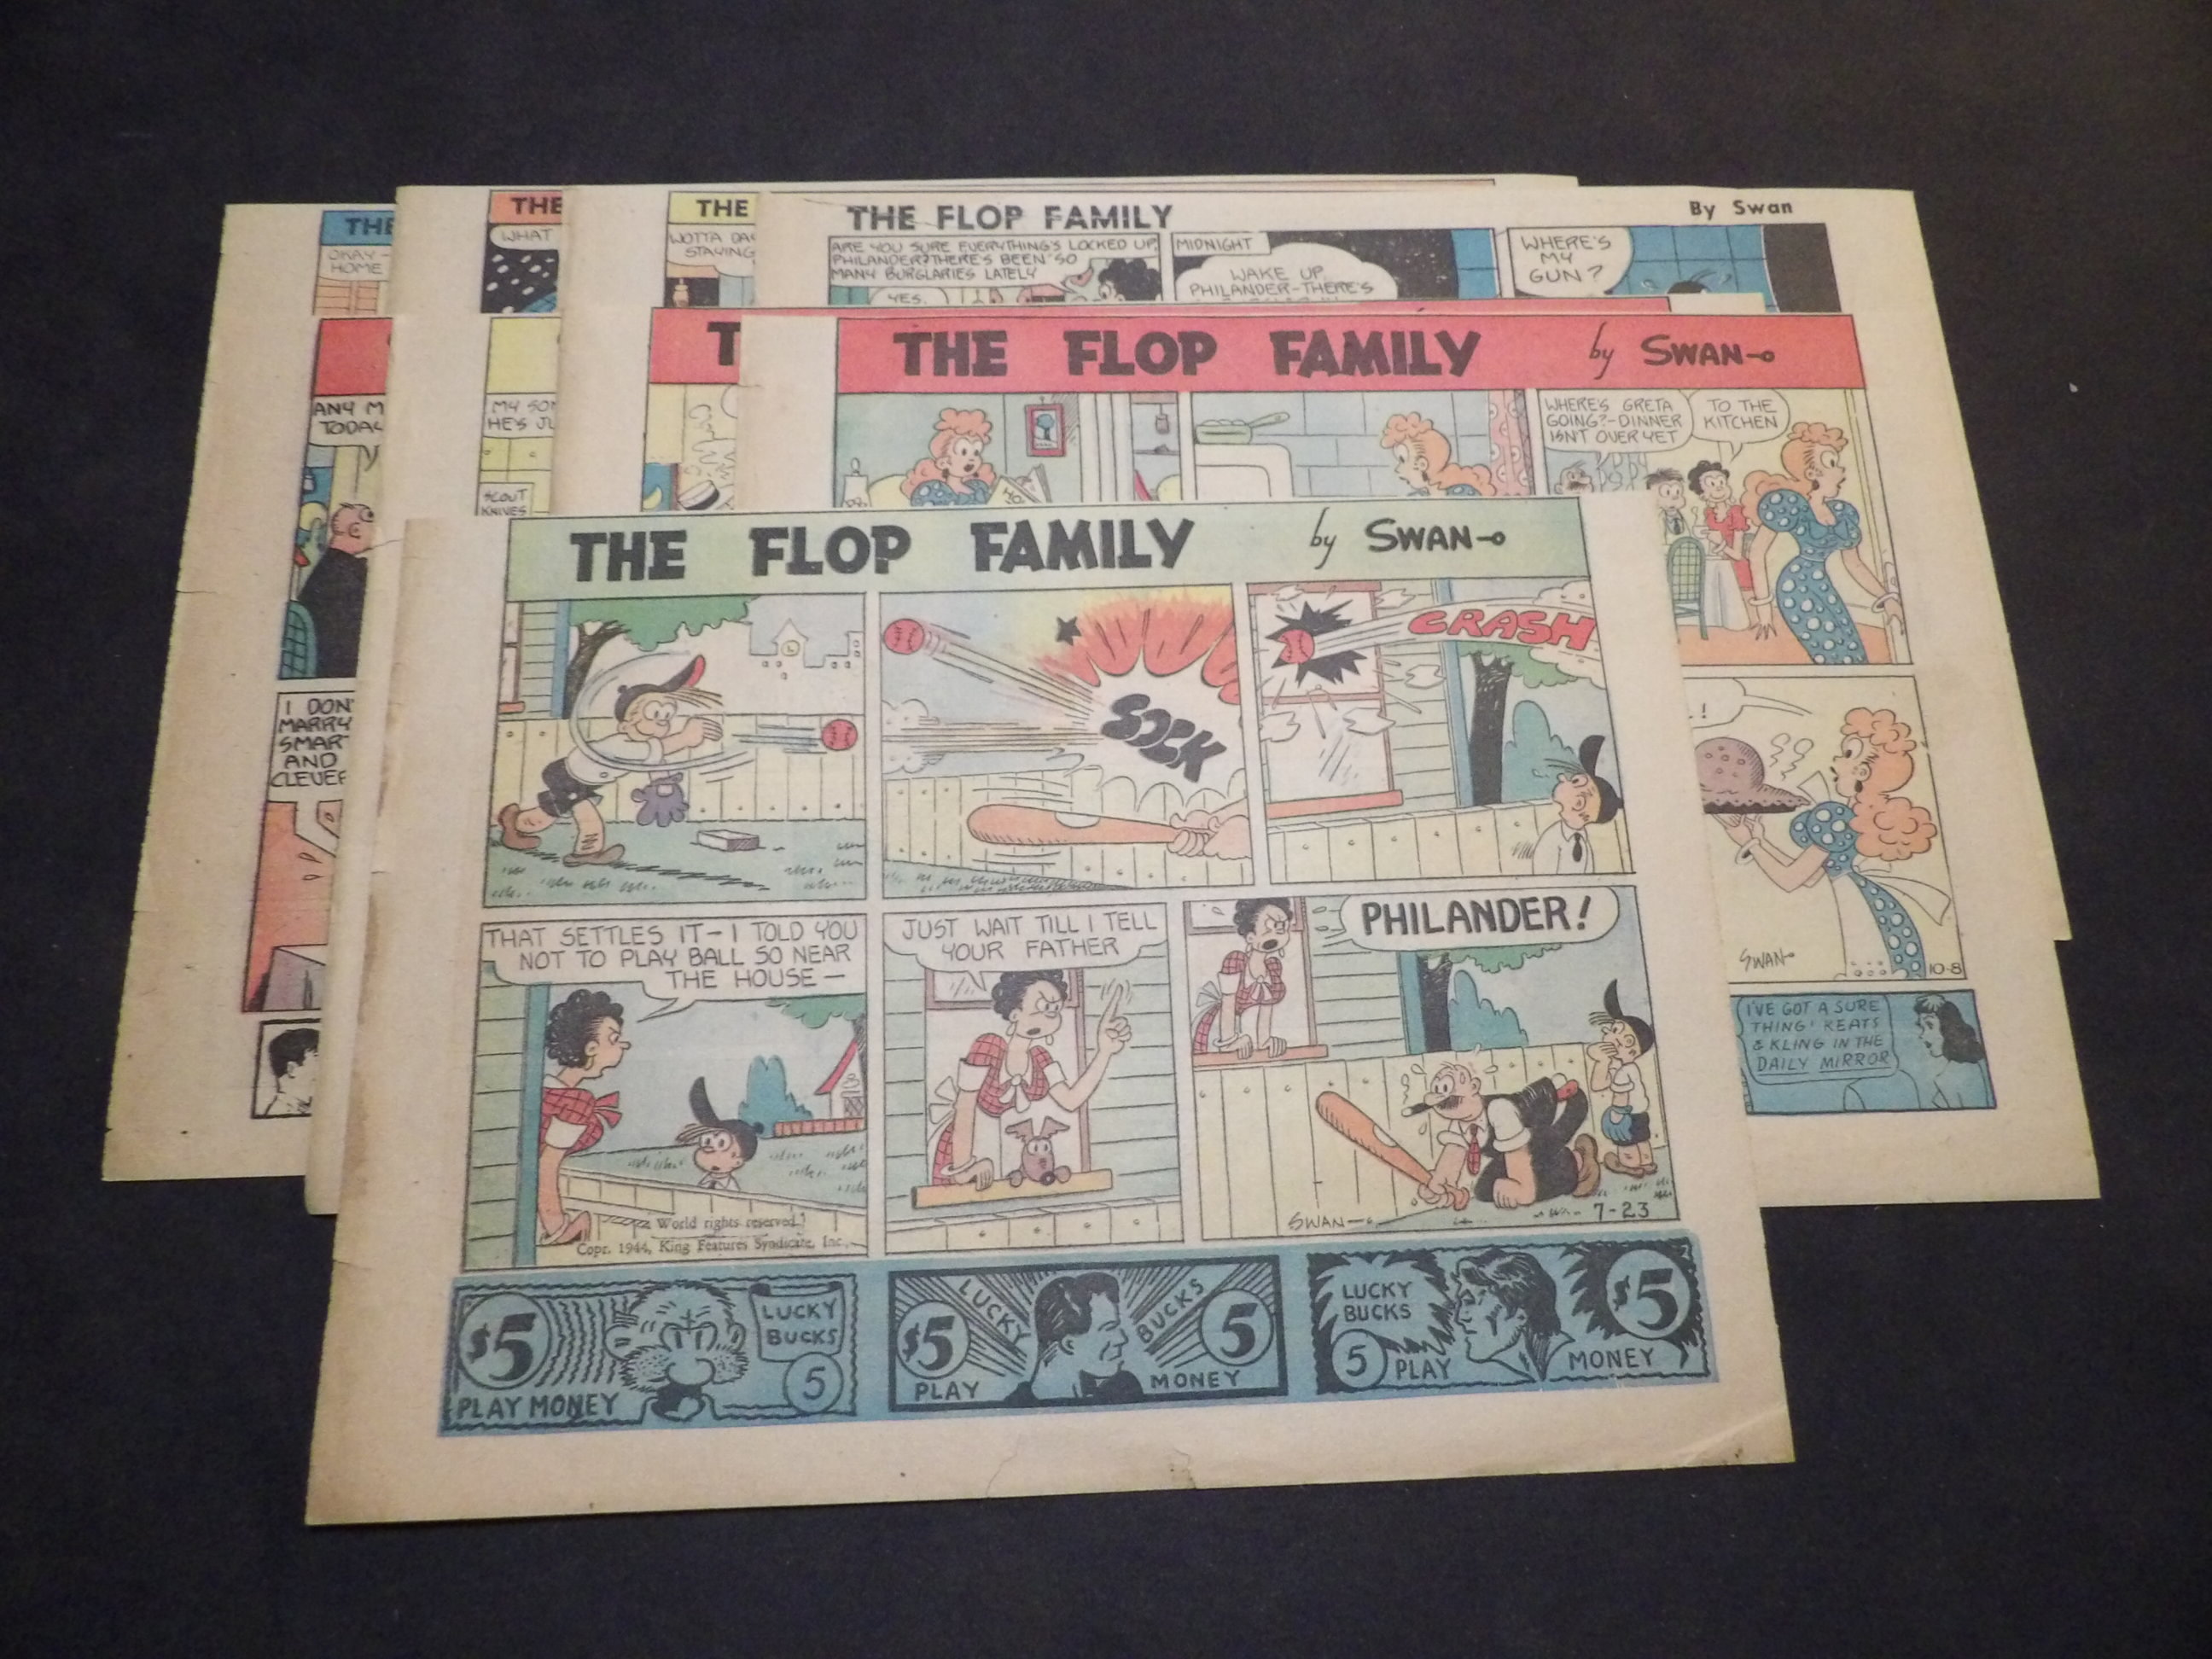 THE
OKAY-
HOME
ANY M
TODAY
I DON'
MARRY
SMAR
AND
CLEVER
THE
WHAT
MY SO
HE'S JU
SCOUT
KNIVES
THE
WOTTA DA
STAYING
T
THE FLOP FAMILY
By Swan
ARE YOU SURE EVERYTHING'S LOCKED UP,
PHILANDER? THERE'S BEEN SO
MANY BURGLARIES LATELY
YES,
MIDNIGHT
WAKE UP
PHILANDER-THERE'S
WHERE'S
MY
GUN?
THE FLOP FAMILY by SWAN
HO
WHERE'S GRETA
GOING?-DINNER
ISN'T OVER YET
TO THE
KITCHEN
!
SWAN
10-8
I'VE GOT A SURE
THING! KEATS
& KLING IN THE
DAILY MIRROR
THE FLOP FAMILY by SWAN
SOCK
CRASH
THAT SETTLES IT-I TOLD YOU
NOT TO PLAY BALL SO NEAR
THE HOUSE-
World rights reserved.
Copr. 1944, King Features Syndicate, Inc.,
JUST WAIT TILL I TELL
YOUR FATHER
PHILANDER!
SWAN
7-23
$5
LUCKY
BUCKS
5
PLAY MONEY
$5
LUCKY
BUCKS
5
PLAY
MONEY
LUCKY
BUCKS
$5
5
PLAY
MONEY